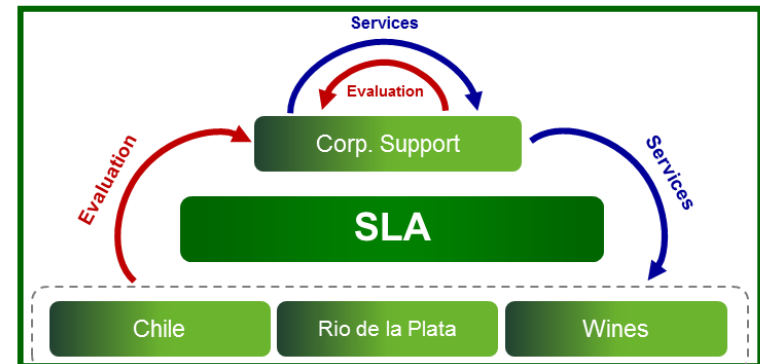 Services
Evaluation
Corp. Support
Evaluation
Services
SLA
Chile
Rio de la Plata
Wines